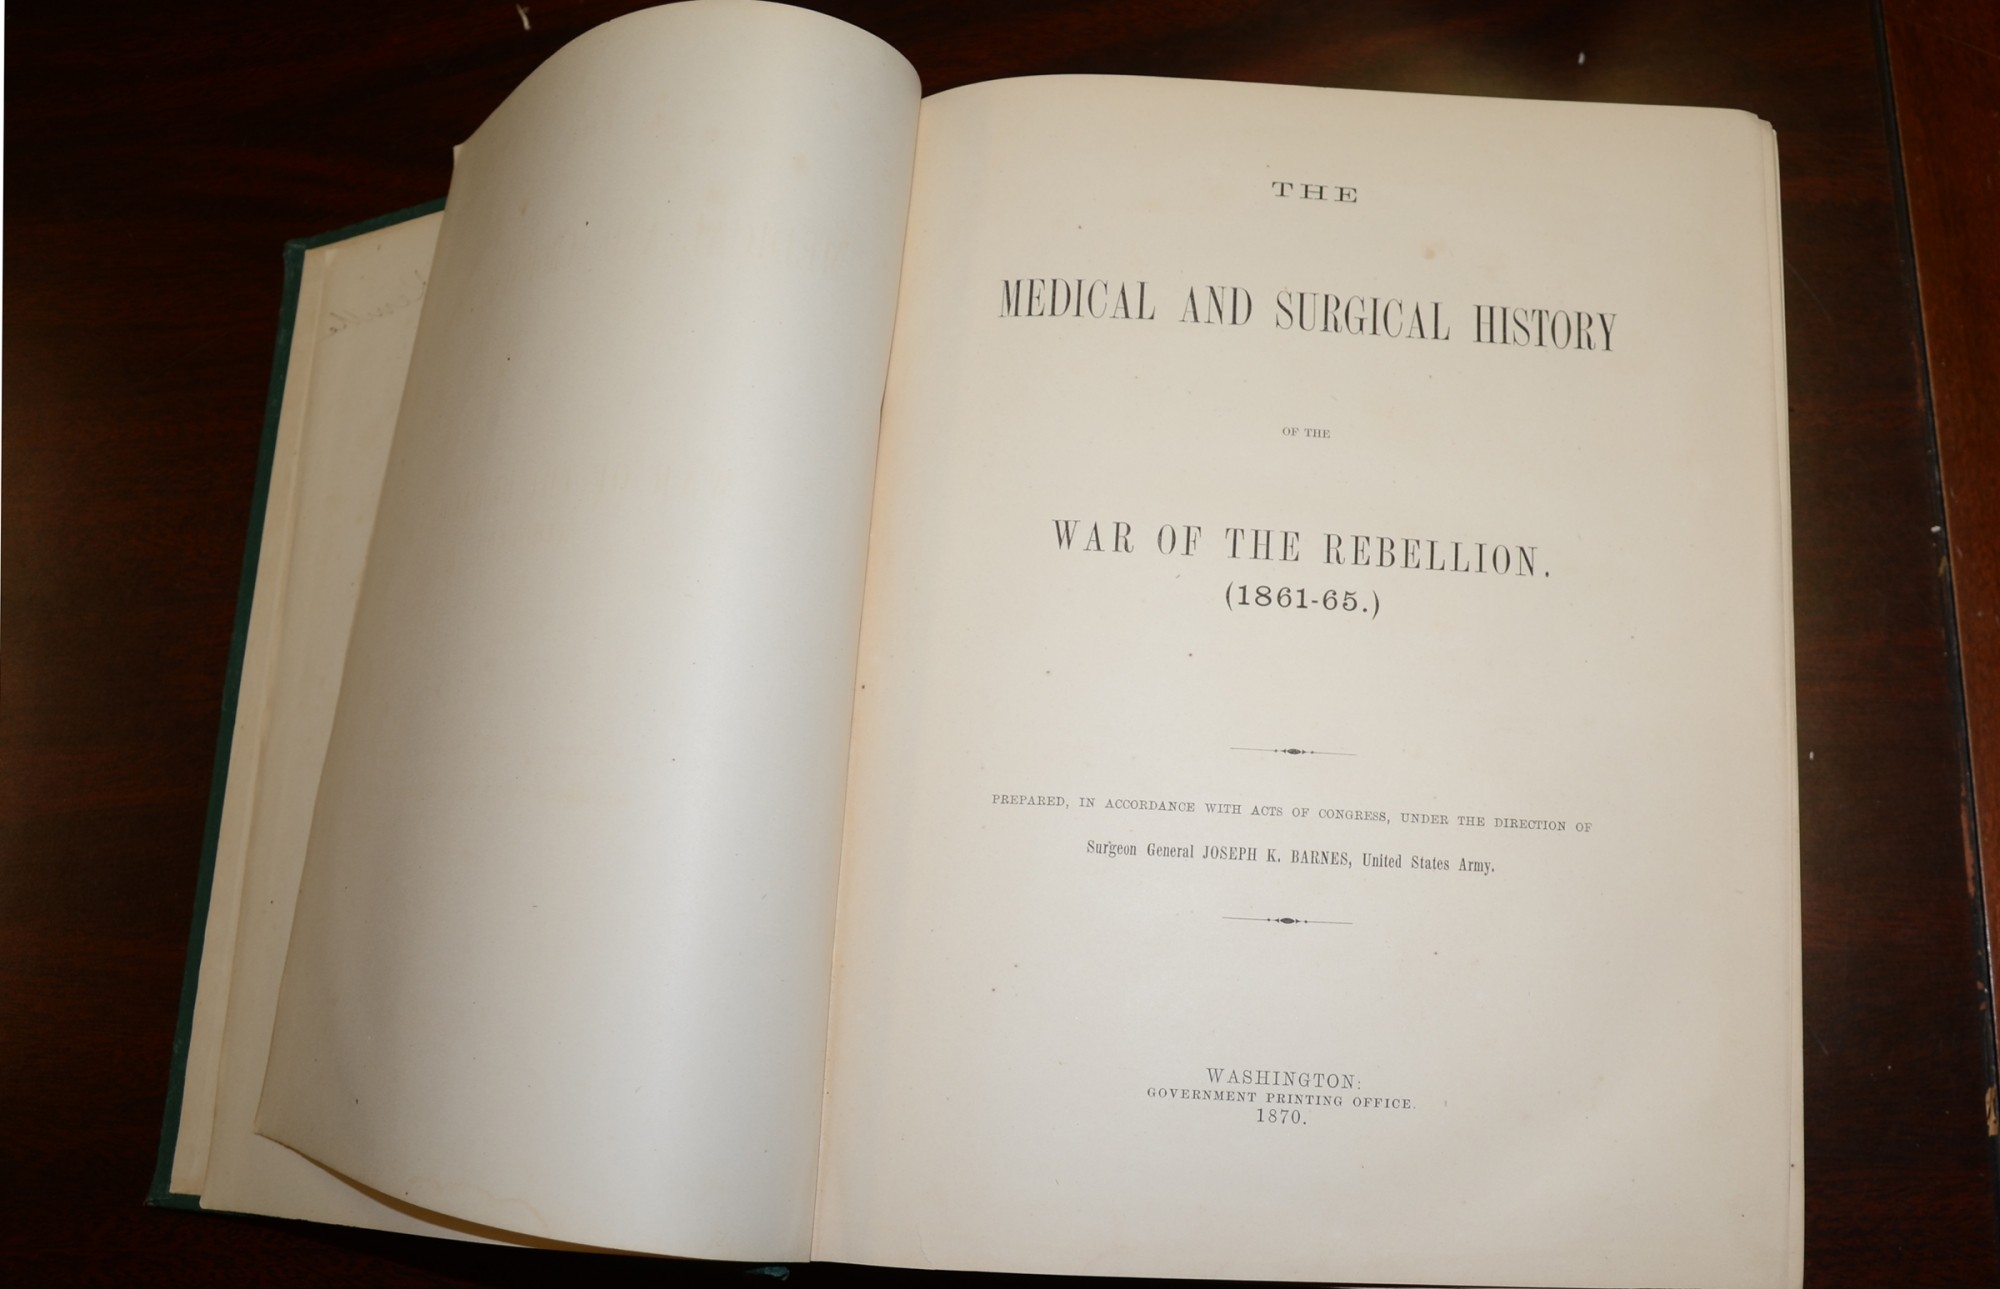 THE
MEDICAL AND SURGICAL HISTORY
OF THE
WAR OF THE REBELLION.
(1861-65.)
PREPARED, IN ACCORDANCE WITH ACTS OF CONGRESS, UNDER THE DIRECTION OF
Surgeon General JOSEPH K. BARNES, United States Army.
WASHINGTON:
GOVERNMENT PRINTING OFFICE.
1870.